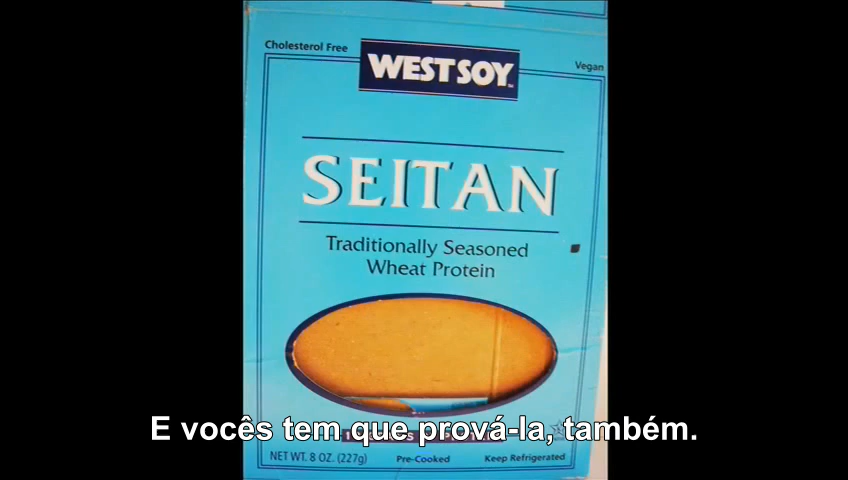 Cholesterol Free
WESTSOY
Vegan
SEITAN
Traditionally Seasoned
Wheat Protein
E vocês tem que prová-la, também.
NET WT. 8 OZ. (227g)
Pre-Cooked
Keep Refrigerated